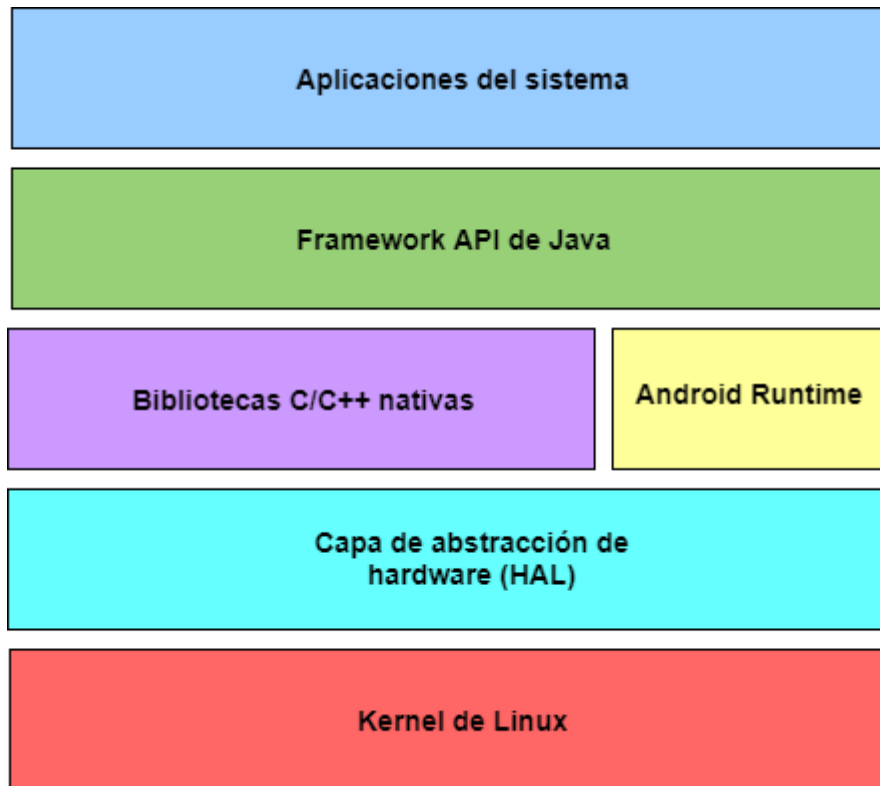 Aplicaciones del sistema
Framework API de Java
Bibliotecas C/C++ nativas
Android Runtime
Capa de abstracción de
hardware (HAL)
Kernel de Linux